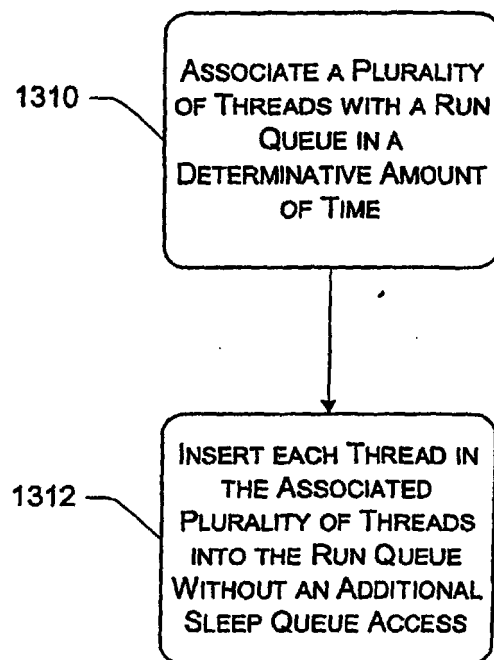 1310
ASSOCIATE A PLURALITY
OF THREADS WITH A RUN
QUEUE IN A
DETERMINATIVE AMOUNT
OF TIME
1312
INSERT EACH THREAD IN
THE ASSOCIATED
PLURALITY OF THREADS
INTO THE RUN QUEUE
WITHOUT AN ADDITIONAL
SLEEP QUEUE ACCESS